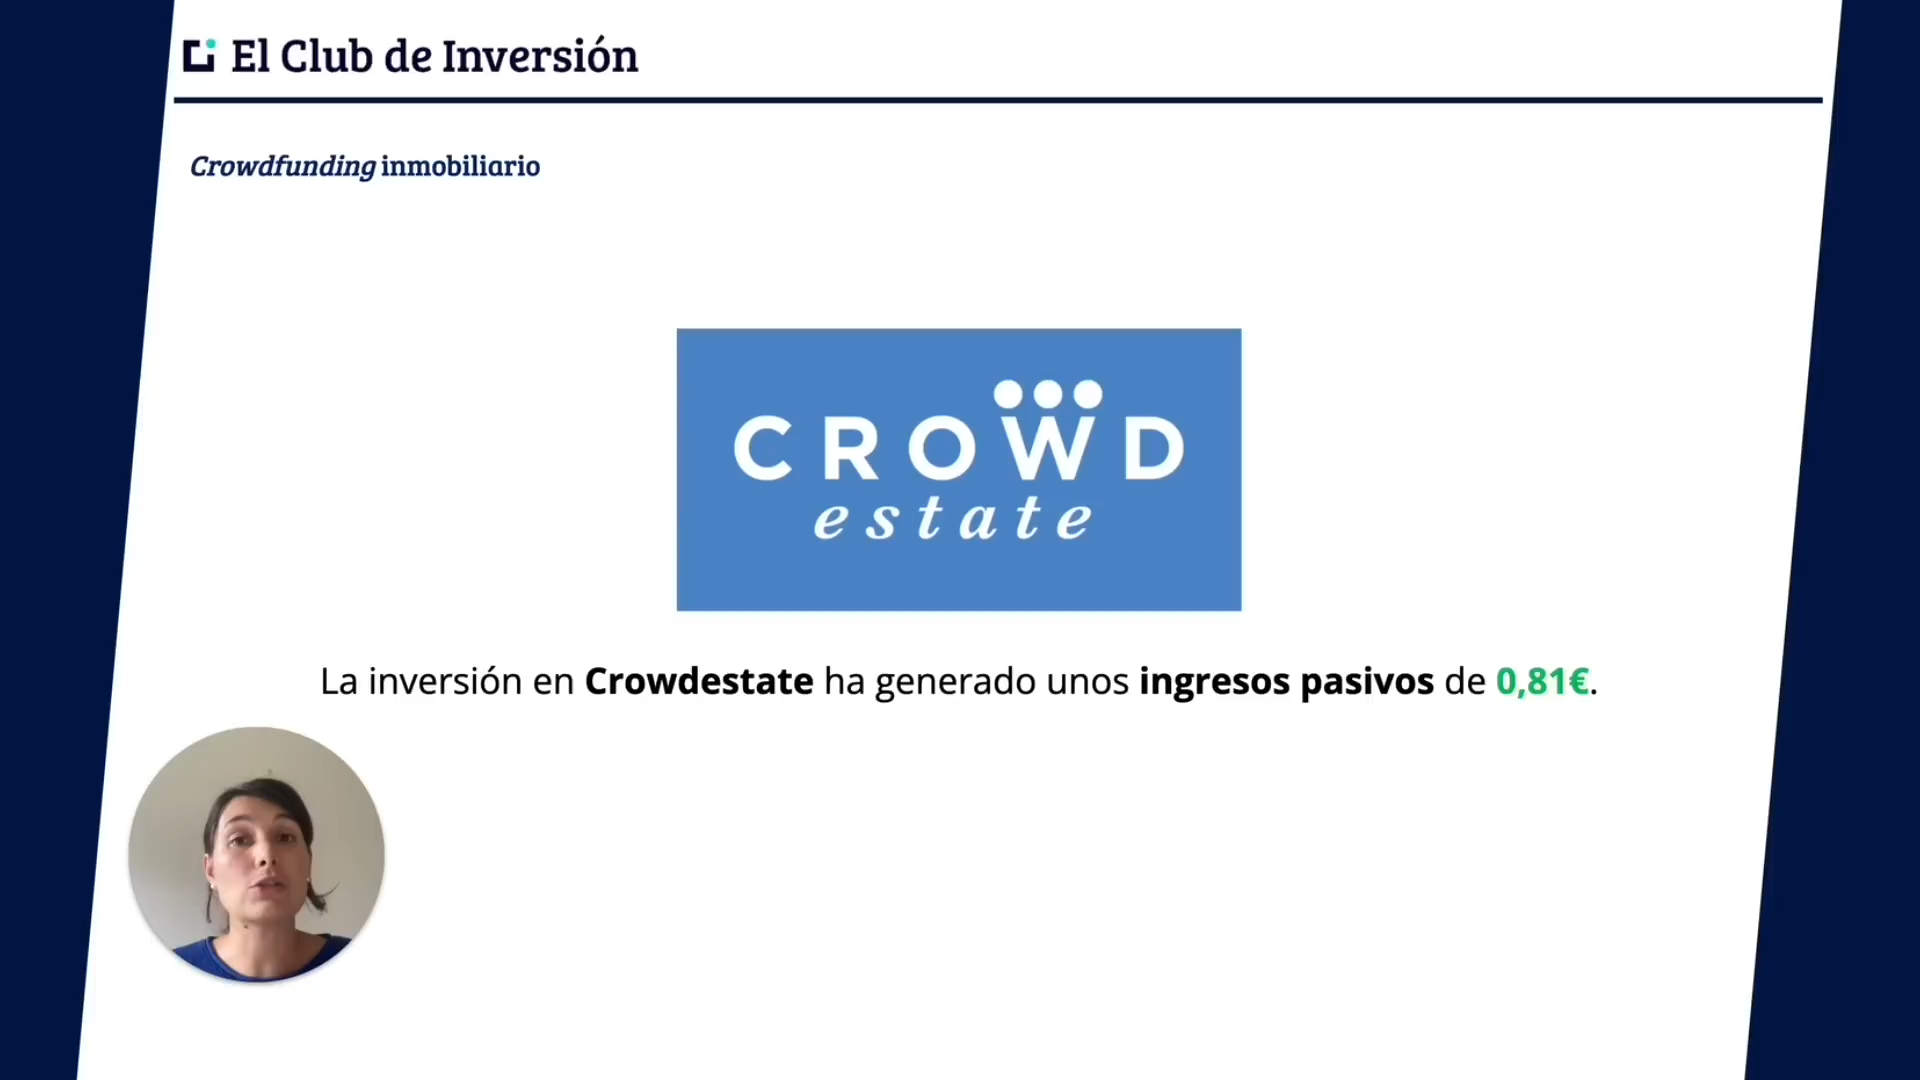 El Club de Inversión
Crowdfunding inmobiliario
CROWD
estate
La inversión en Crowdestate ha generado unos ingresos pasivos de 0,81€.